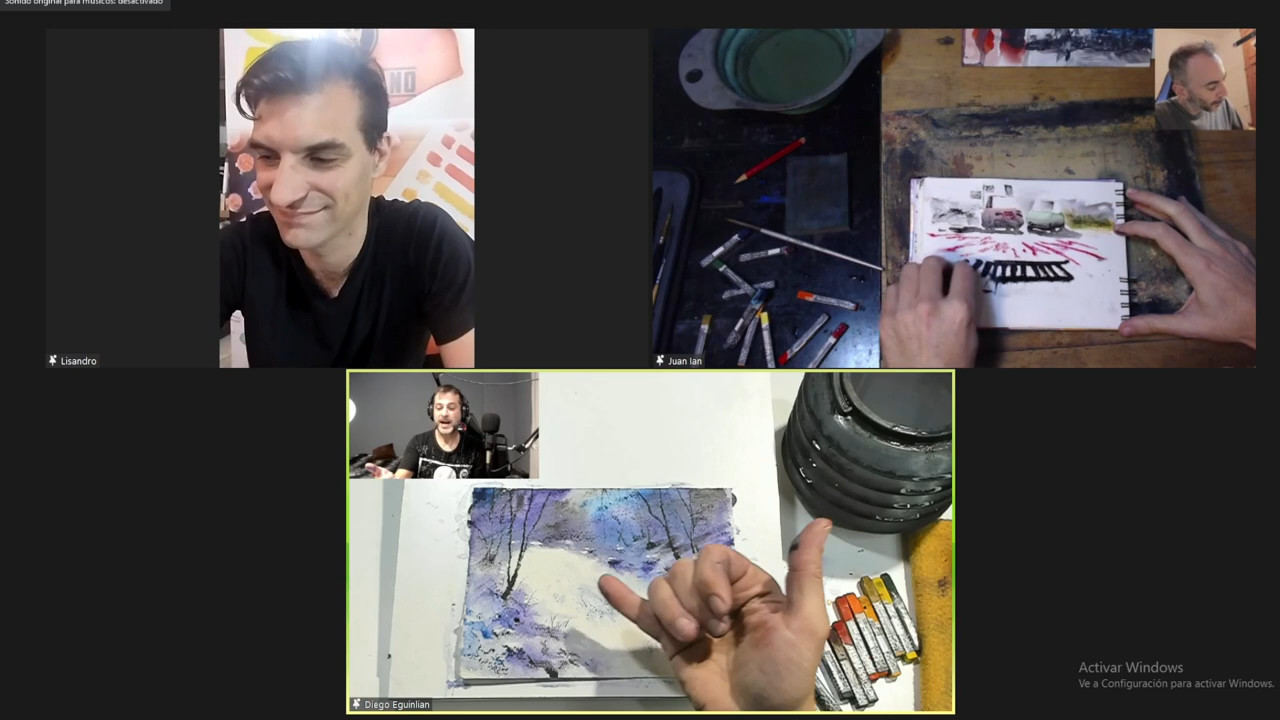 Sonido original para músicos: desactivado
Lisandro
Juan Ian
Diego Eguinlian
Activar Windows
Ve a Configuración para activar Windows.